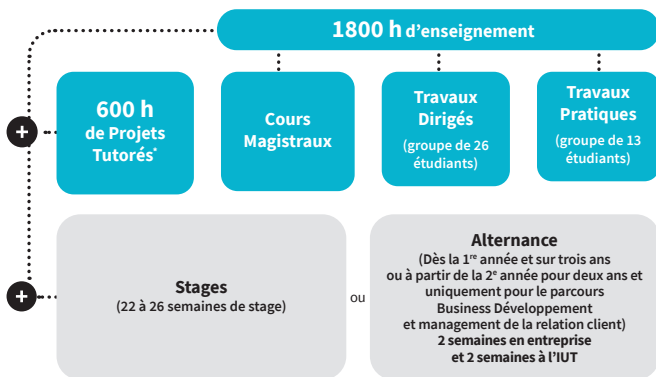 1800 h d’enseignement
600 h
de Projets
Tutorés*
Cours
Magistraux
Travaux
Dirigés
(groupe de 26
étudiants)
Travaux
Pratiques
(groupe de 13
étudiants)
+
+
Stages
(22 à 26 semaines de stage)
ou
Alternance
(Dès la 1re année et sur trois ans
ou à partir de la 2e année pour deux ans et
uniquement pour le parcours
Business Développement
et management de la relation client)
2 semaines en entreprise
et 2 semaines à l’IUT